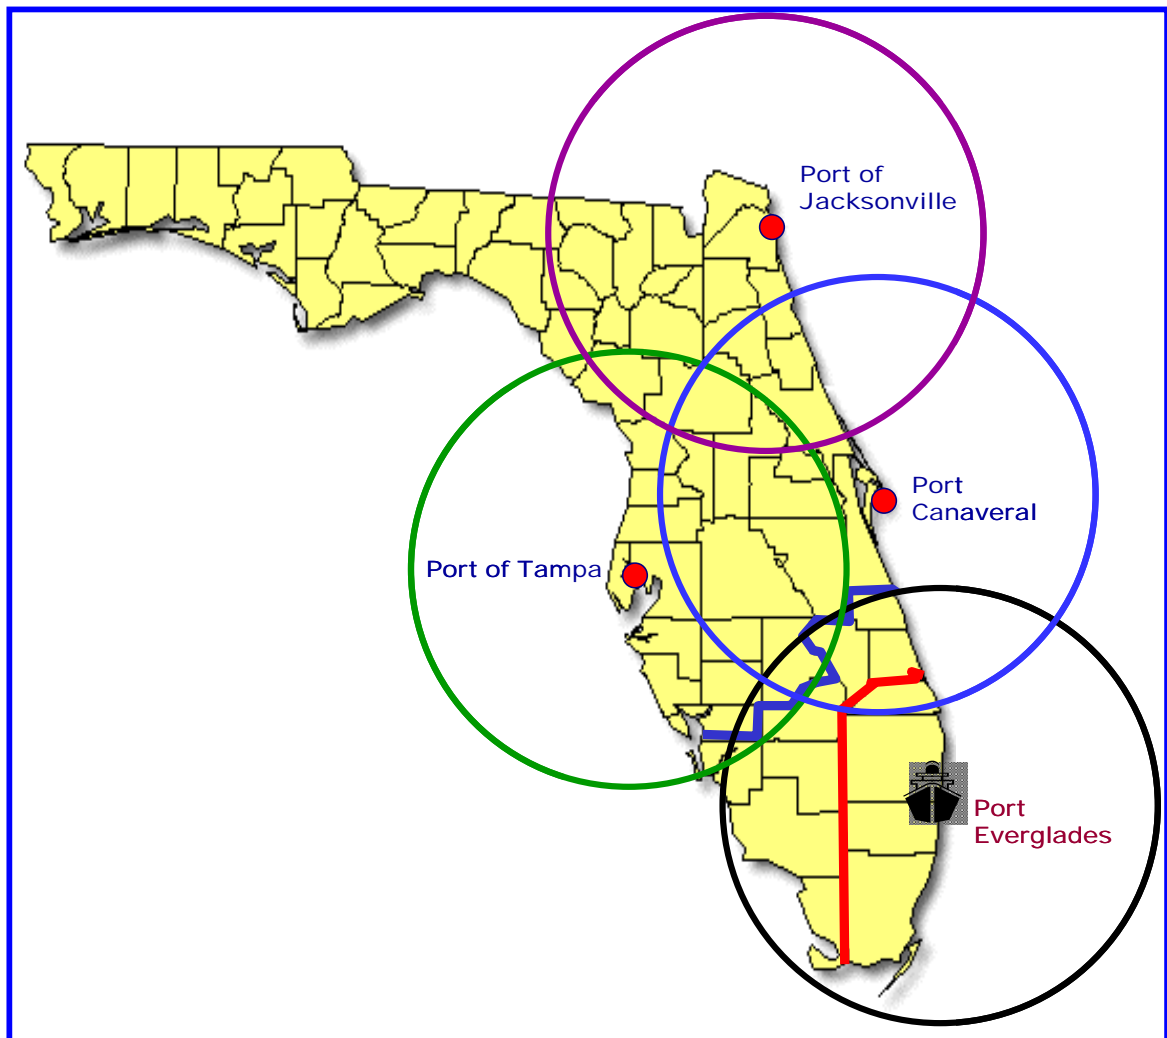 Port of
Jacksonville
Port
Canaveral
Port of Tampa
Port
Everglades